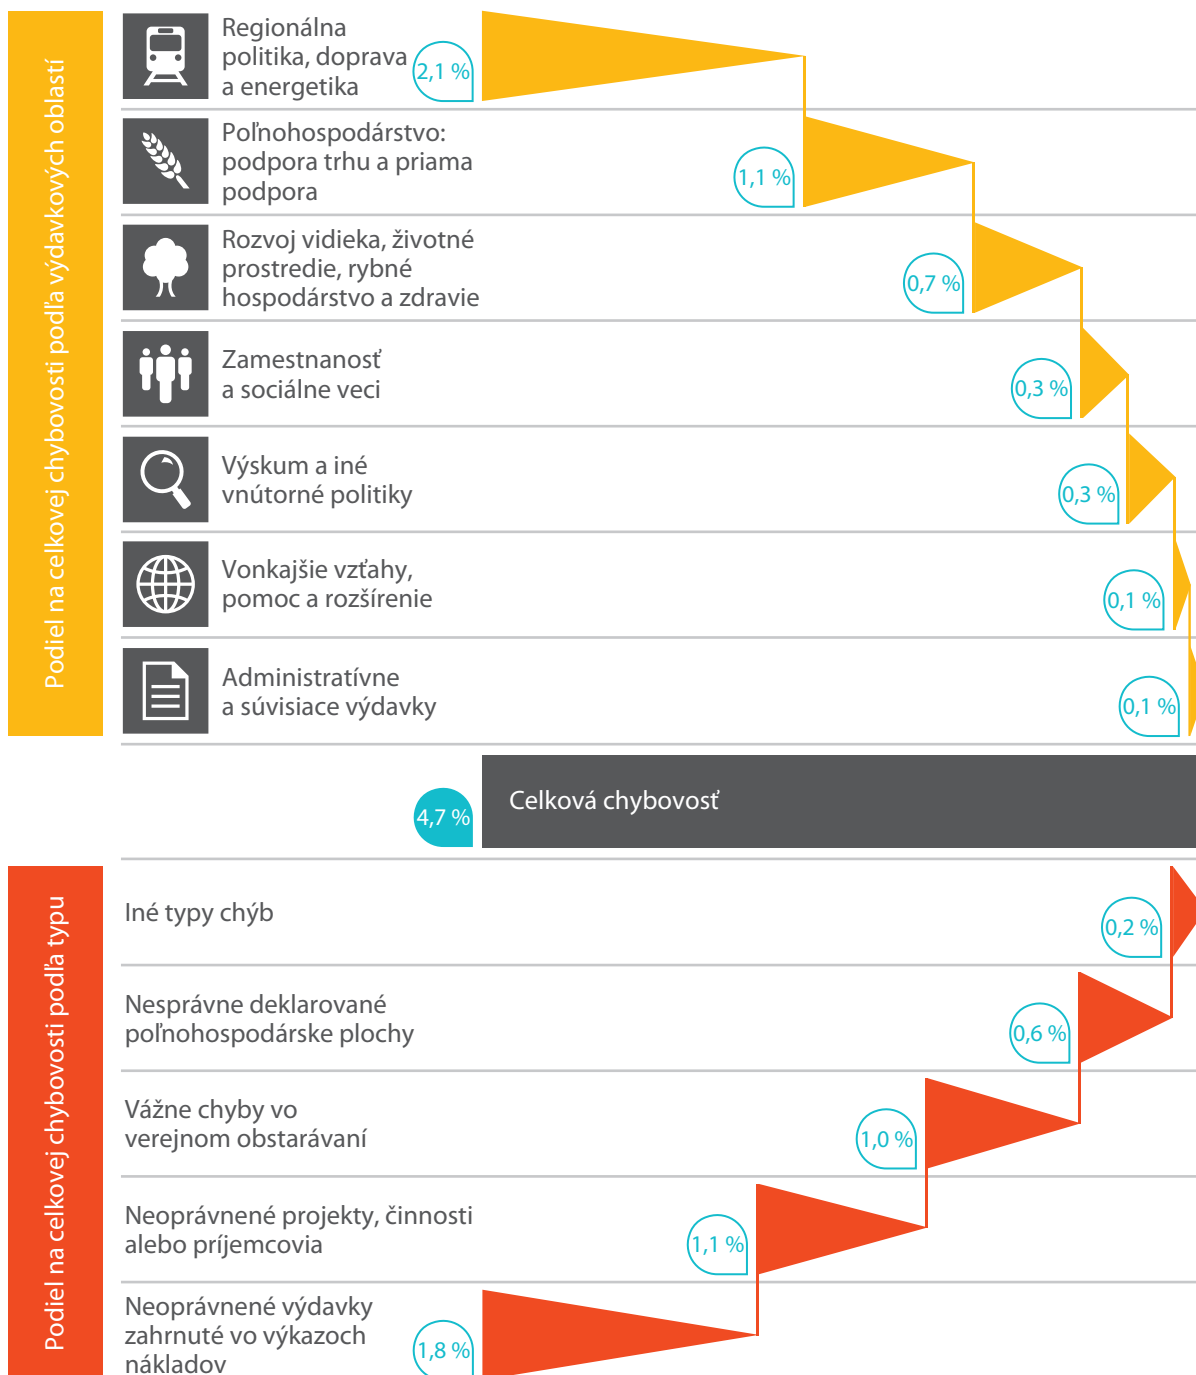 Podiel na celkovej chybovosti podľa výdavkových oblastí
Regionálna
politika, doprava
a energetika
2,1 %
Poľnohospodárstvo:
podpora trhu a priama
podpora
1,1 %
Rozvoj vidieka, životné
prostredie, rybné
hospodárstvo a zdravie
0,7 %
Zamestnanosť
a sociálne veci
0,3 %
Výskum a iné
vnútorné politiky
0,3 %
Vonkajšie vzťahy,
pomoc a rozšírenie
0,1 %
Administratívne
a súvisiace výdavky
0,1 %
4,7 %
Celková chybovosť
Podiel na celkovej chybovosti podľa typu
Iné typy chýb
0,2 %
Nesprávne deklarované
poľnohospodárske plochy
0,6 %
Vážne chyby vo
verejnom obstarávaní
1,0 %
Neoprávnené projekty, činnosti
alebo príjemcovia
1,1 %
Neoprávnené výdavky
zahrnuté vo výkazoch
nákladov
1,8 %